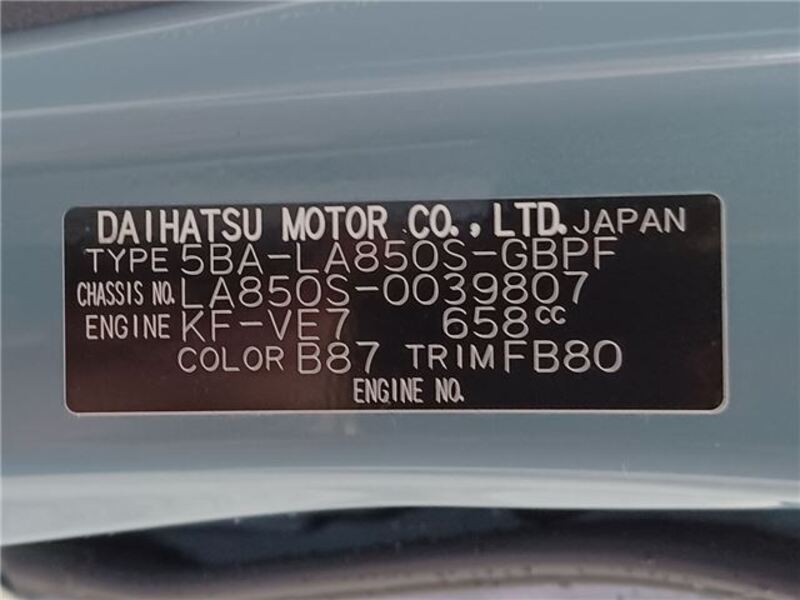 DAIHATSU MOTOR CO., LTD. JAPAN
TYPE 5BA-LA850S-GBPF
CHASSIS NO. LA850S-0039807
ENGINE KF-VE7 658cc
COLOR B87 TRIM FB80
ENGINE NO.